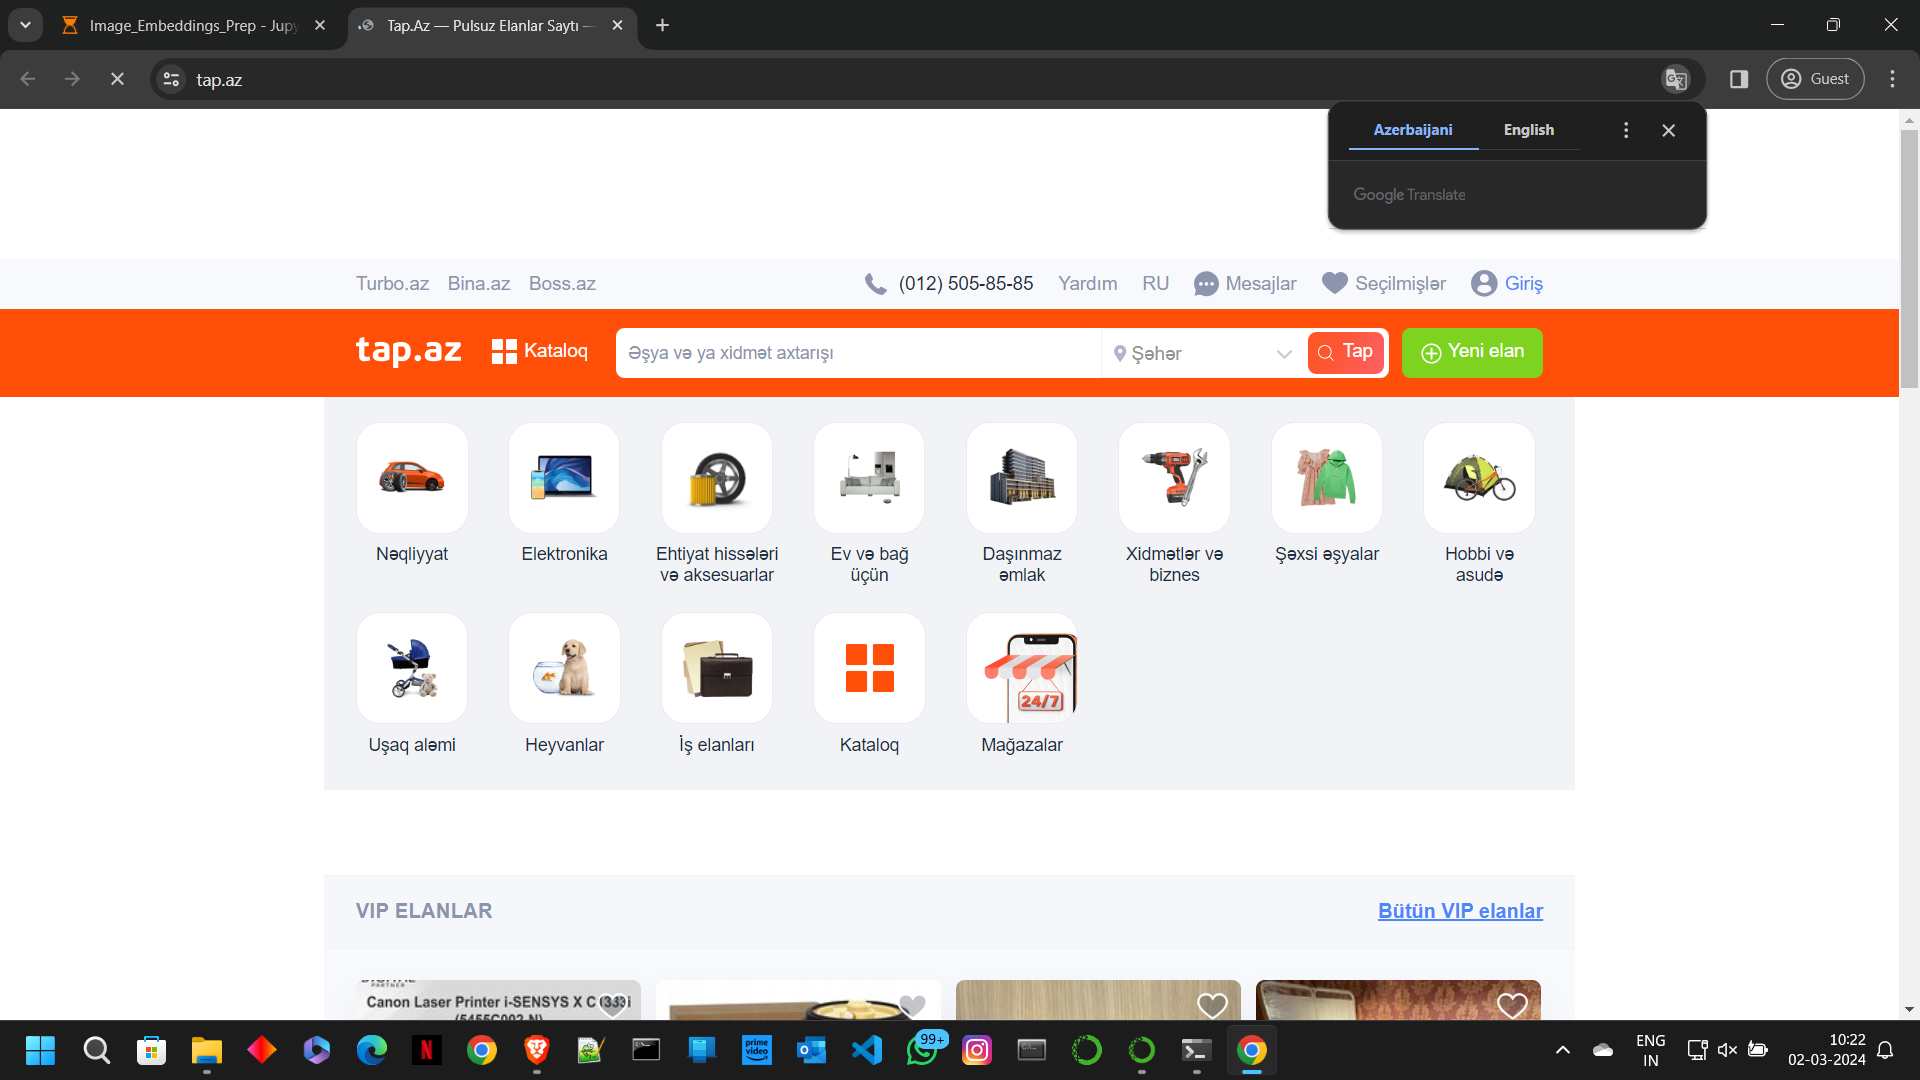 Image_Embeddings_Prep - Jupy
Tap.Az — Pulsuz Elanlar Saytı —
tap.az
Guest
Azerbaijani English
Google Translate
Turbo.az Bina.az Boss.az (012) 505-85-85 Yardım RU Mesajlar Seçilmişlər Giriş
tap.az Kataloq Əşya və ya xidmət axtarışı Şəhər Tap Yeni elan
Nəqliyyat
Elektronika
Ehtiyat hissələri
və aksesuarlar
Ev və bağ
üçün
Daşınmaz
əmlak
Xidmətlər və
biznes
Şəxsi əşyalar
Hobbi və
asudə
24/7
Uşaq aləmi
Heyvanlar
İş elanları
Kataloq
Mağazalar
VIP ELANLAR
Bütün VIP elanlar
PARTNER
Canon Laser Printer i-SENSYS X C1333i
(5455C002-N)
prime
video
99+
ENG
IN
10:22
02-03-2024